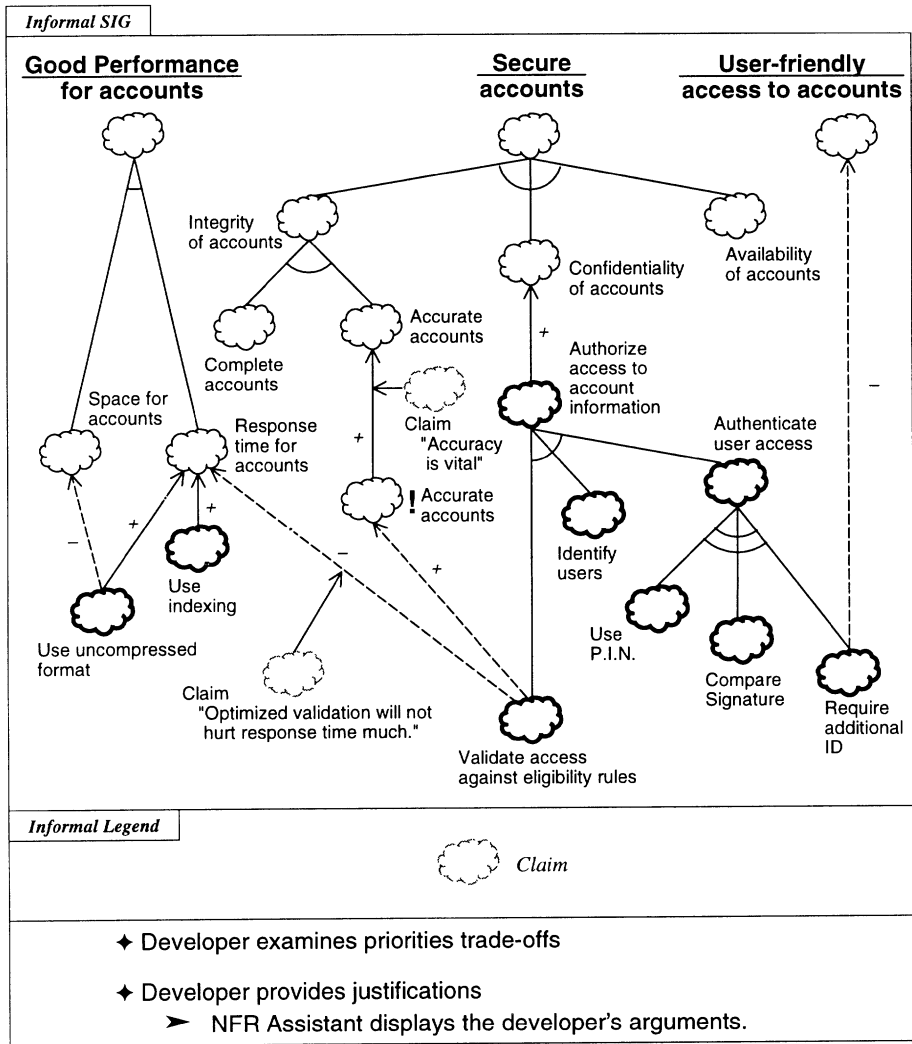 Informal SIG
Good Performance
for accounts
Secure
accounts
User-friendly
access to accounts
Integrity
of accounts
Confidentiality
of accounts
Availability
of accounts
Complete
accounts
Accurate
accounts
+
Authorize
access to
account
information
Space for
accounts
Response
time for
accounts
+
Claim
"Accuracy
is vital"
Authenticate
user access
–
! Accurate
accounts
–
+
+
Use
indexing
–
+
Identify
users
Use uncompressed
format
Use
P.I.N.
Compare
Signature
Require
additional
ID
Claim
"Optimized validation will not
hurt response time much."
Validate access
against eligibility rules
Informal Legend
Claim
✦ Developer examines priorities trade-offs
✦ Developer provides justifications
➤ NFR Assistant displays the developer's arguments.